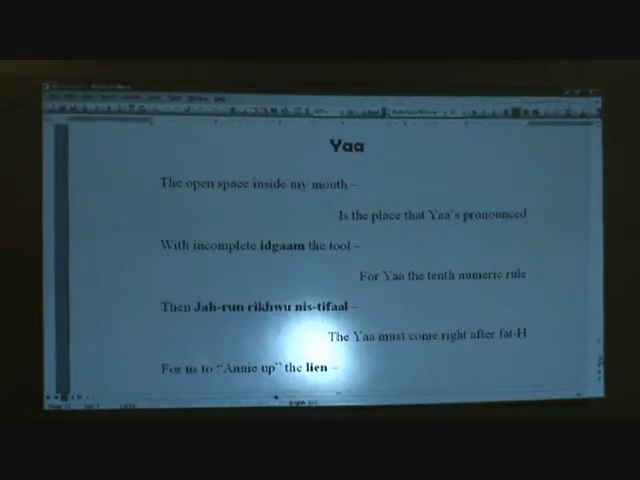 Yaa
The open space inside my mouth –
Is the place that Yaa's pronounced
With incomplete idgaam the tool –
For Yaa the tenth numeric rule
Then Jah-run rikhwu nis-tifaal –
The Yaa must come right after fat-H
For us to “Annie up” the lien –